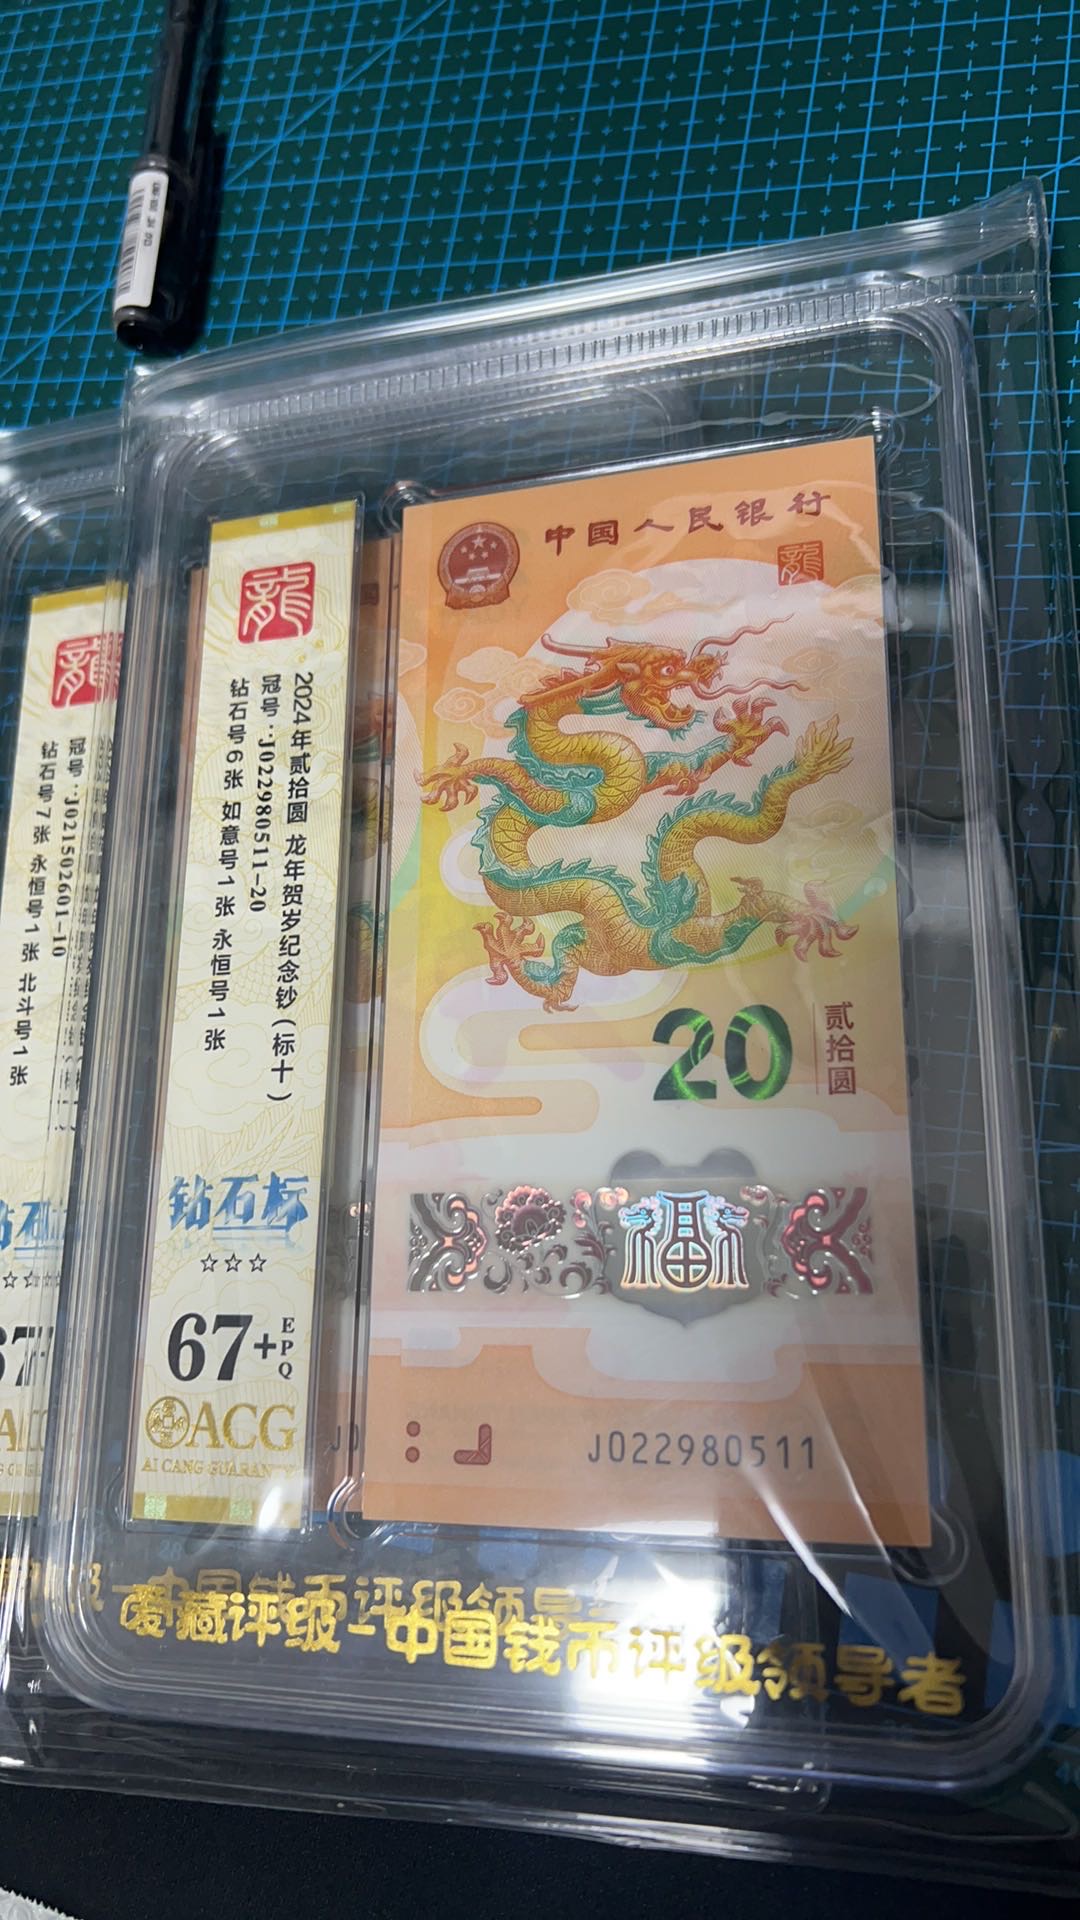 中国人民银行
龍
20
贰拾圆
福
J022980511
龍
2024年贰拾圆 龙年贺岁纪念钞(标十)
冠号:J022980511-20
钻石号6张 如意号1张 永恒号1张
钻石标
☆☆☆
67+
EPQ
ACG
AI CANG GUARANTY
爱藏评级-中国钱币评级领导者
龍
冠号:J021502601-10
钻石号7张 永恒号1张 北斗号1张
J0